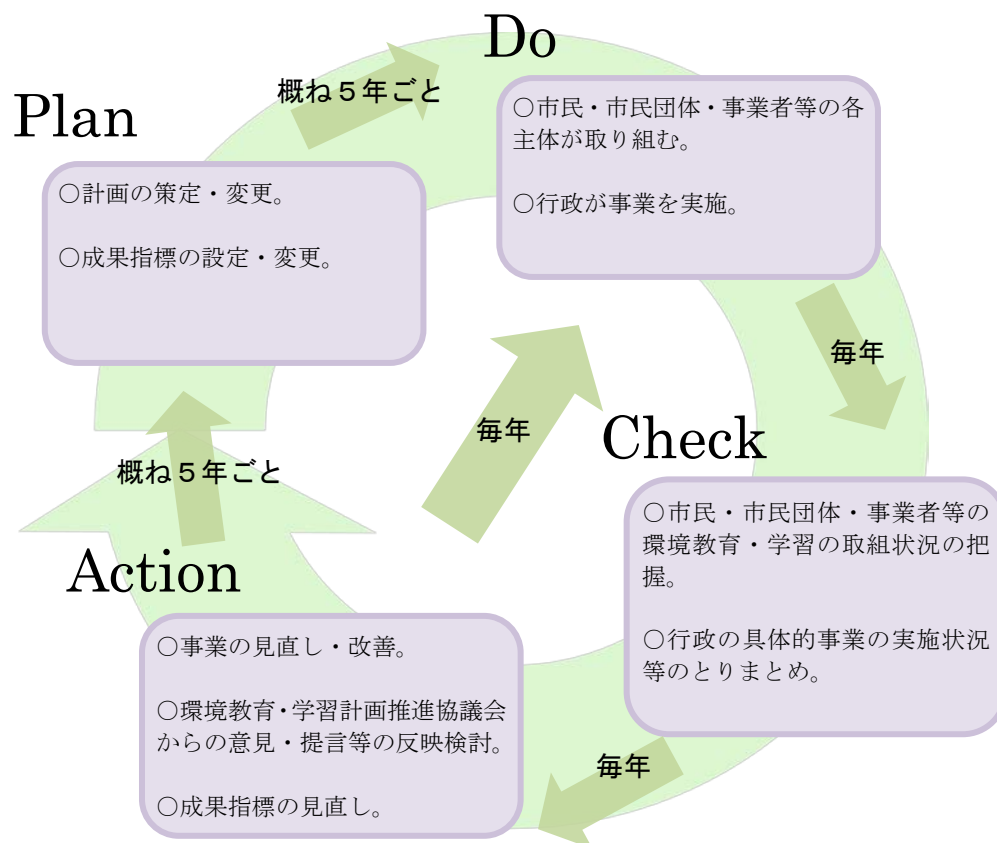 Plan
○計画の策定・変更。
○成果指標の設定・変更。
概ね５年ごと
Do
○市民・市民団体・事業者等の各
主体が取り組む。
○行政が事業を実施。
毎年
Check
○市民・市民団体・事業者等の
環境教育・学習の取組状況の把
握。
○行政の具体的事業の実施状況
等のとりまとめ。
毎年
Action
○事業の見直し・改善。
○環境教育・学習計画推進協議会
からの意見・提言等の反映検討。
○成果指標の見直し。
概ね５年ごと
毎年